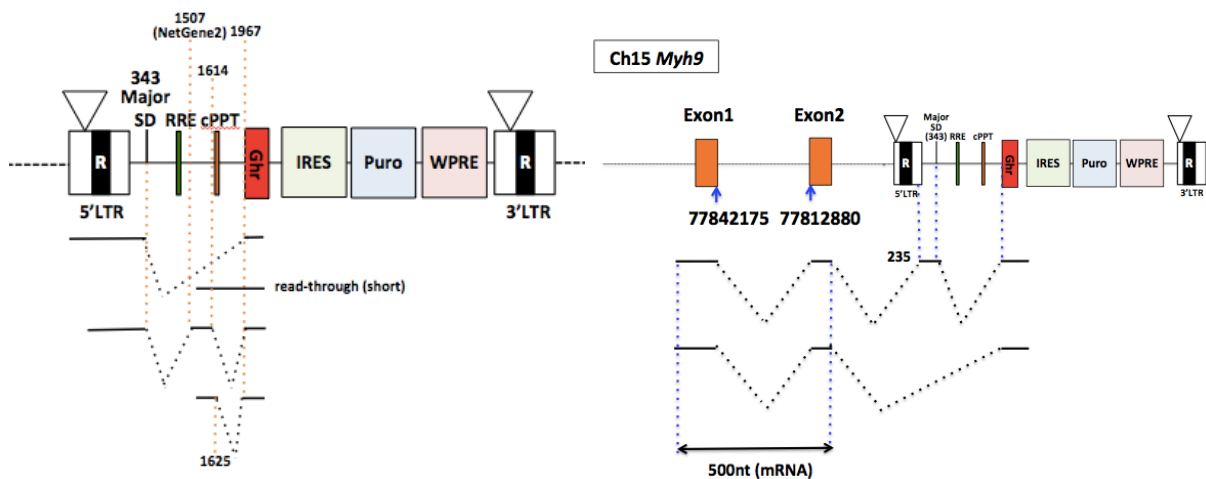 1507
(NetGene2)
1967
1614
343
Major
SD
RRE
cPPT
R
Ghr
IRES
Puro
WPRE
R
5'LTR
3'LTR
read-through (short)
1625
Ch15 Myh9
Exon1
Exon2
77842175
77812880
Major
SD
(343)
RRE
cPPT
R
Ghr
IRES
Puro
WPRE
R
5'LTR
3'LTR
235
500nt (mRNA)